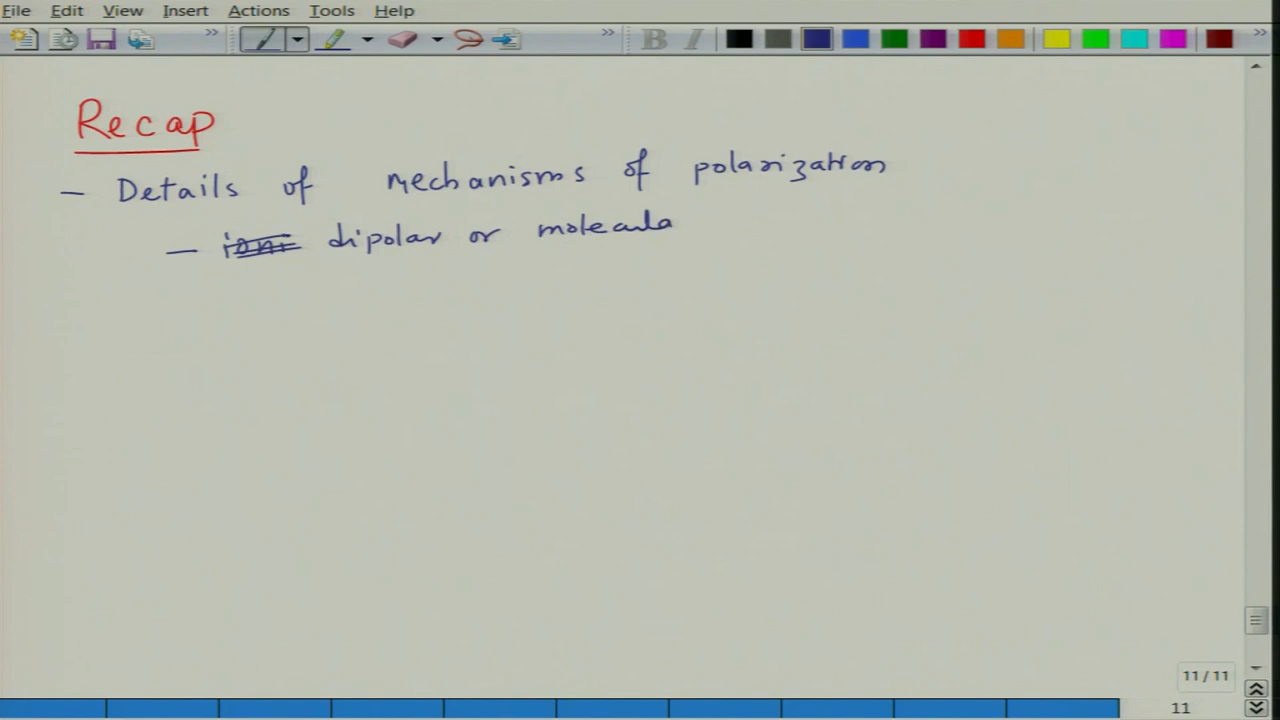 File Edit View Insert Actions Tools Help
B I
Recap
- Details of mechanisms of polarization
- dipolar or molecula
11 / 11
11